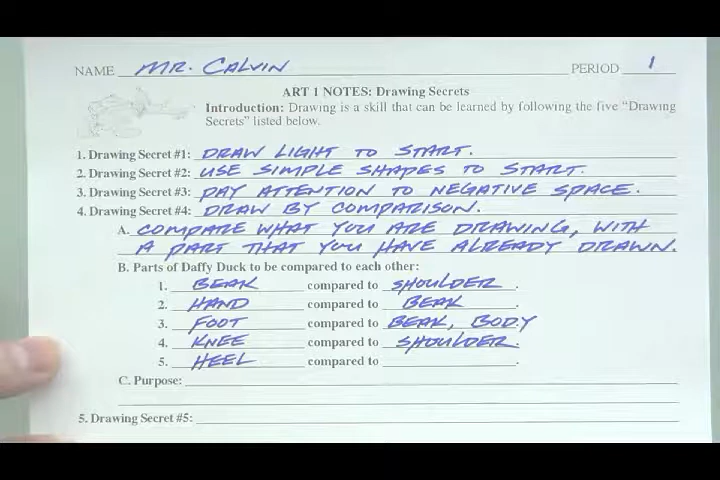 NAME MR. CALVIN PERIOD 1
ART 1 NOTES: Drawing Secrets
Introduction: Drawing is a skill that can be learned by following the five "Drawing
Secrets" listed below.
1. Drawing Secret #1: DRAW LIGHT TO START.
2. Drawing Secret #2: USE SIMPLE SHAPES TO START.
3. Drawing Secret #3: PAY ATTENTION TO NEGATIVE SPACE.
4. Drawing Secret #4: DRAW BY COMPARISON.
A. COMPARE WHAT YOU ARE DRAWING, WITH
A PART THAT YOU HAVE ALREADY DRAWN.
B. Parts of Daffy Duck to be compared to each other:
1. BEAK compared to SHOULDER.
2. HAND compared to BEAK.
3. FOOT compared to BEAK, BODY
4. KNEE compared to SHOULDER.
5. HEEL compared to .
C. Purpose:
5. Drawing Secret #5: